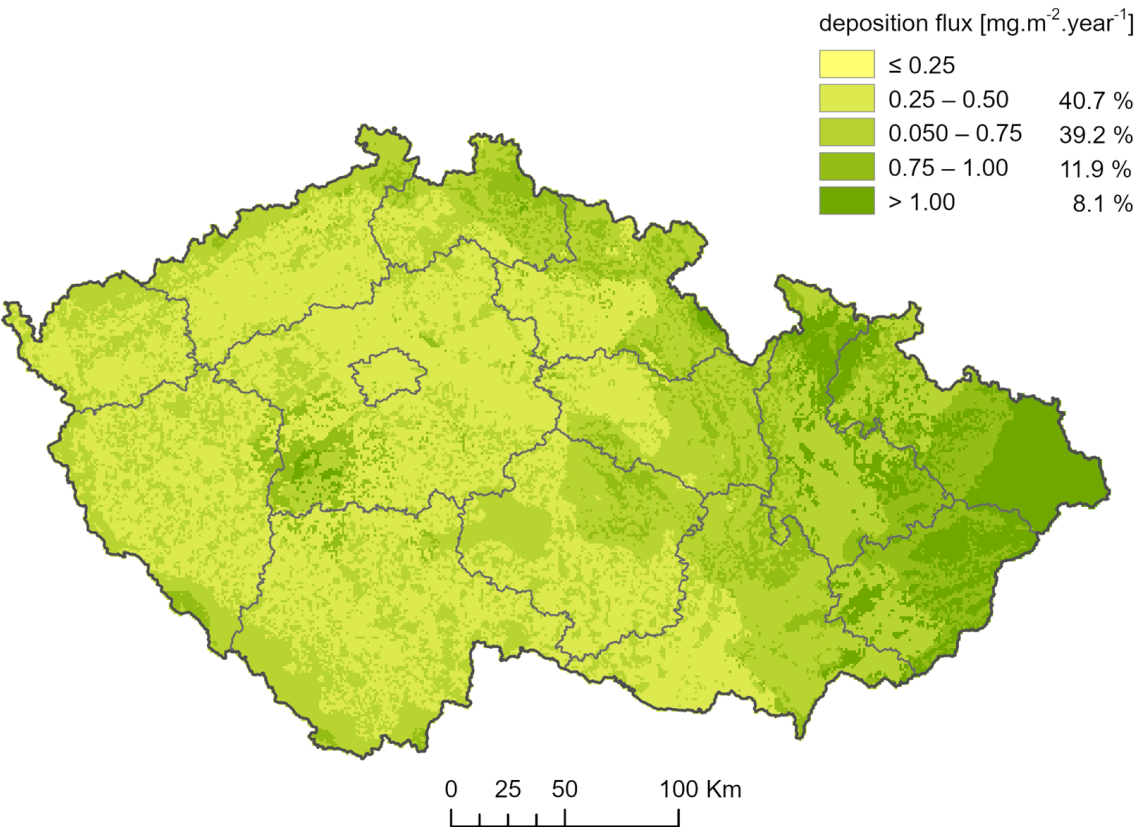 deposition flux [mg.m⁻².year⁻¹]
≤ 0.25
0.25 – 0.50 40.7 %
0.050 – 0.75 39.2 %
0.75 – 1.00 11.9 %
> 1.00 8.1 %
0 25 50 100 Km